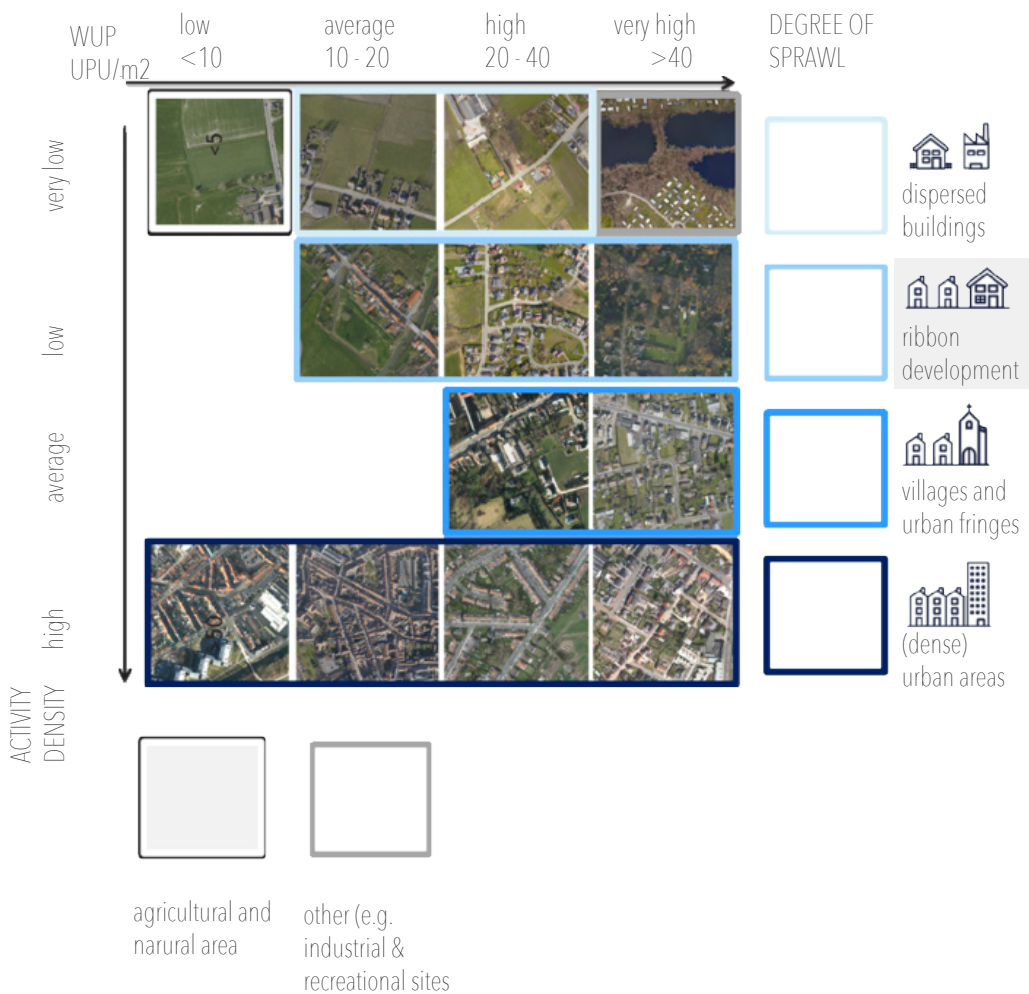 WUP
UPU/m2
low
<10
average
10 - 20
high
20 - 40
very high
>40
DEGREE OF
SPRAWL
very low
<5
dispersed
buildings
low
ribbon
development
average
villages and
urban fringes
high
(dense)
urban areas
ACTIVITY
DENSITY
agricultural and
narural area
other (e.g.
industrial &
recreational sites